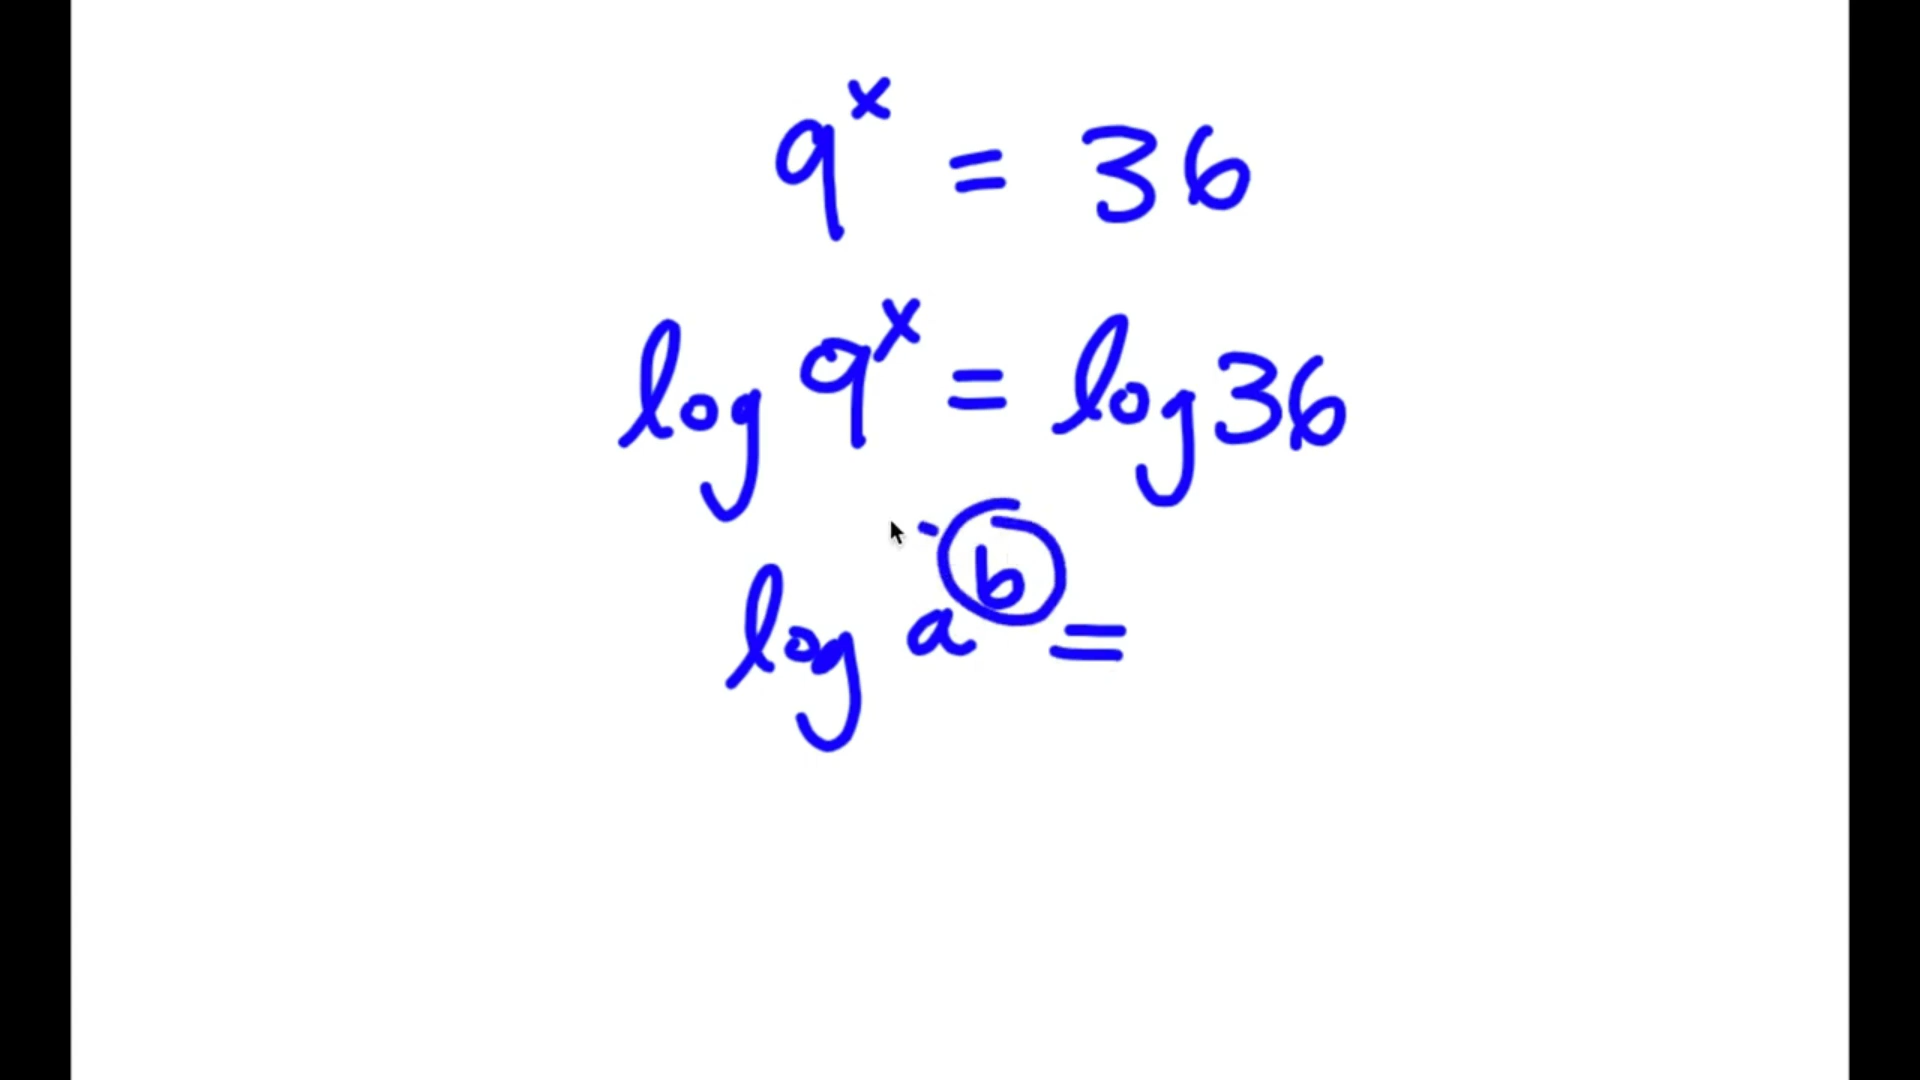 9^x = 36
log 9^x = log 36
log a^b =